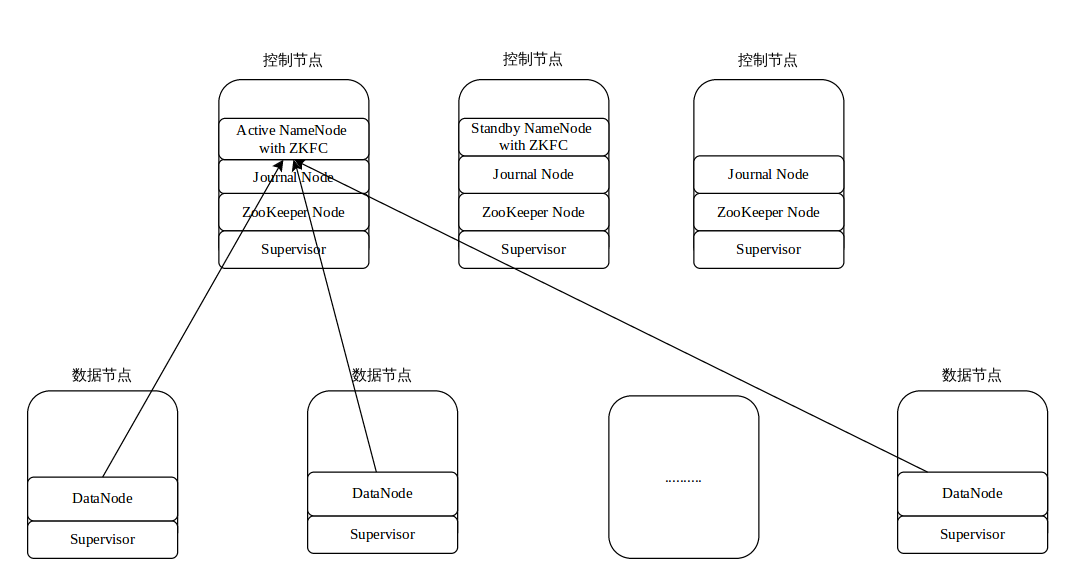 控制节点
控制节点
控制节点
Active NameNode
with ZKFC
Journal Node
ZooKeeper Node
Supervisor
Standby NameNode
with ZKFC
Journal Node
ZooKeeper Node
Supervisor
Journal Node
ZooKeeper Node
Supervisor
数据节点
数据节点
数据节点
DataNode
Supervisor
DataNode
Supervisor
..........
DataNode
Supervisor